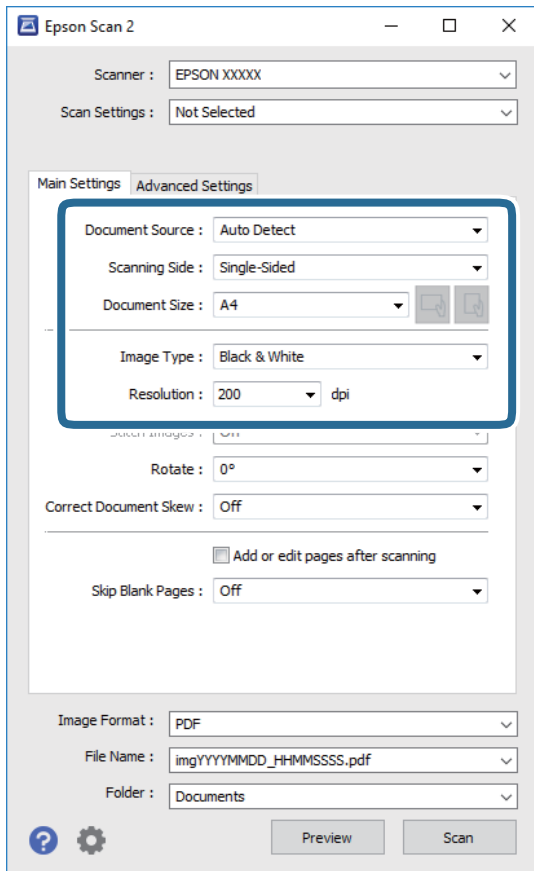 Epson Scan 2
Scanner : EPSON XXXXX
Scan Settings : Not Selected
Main Settings Advanced Settings
Document Source : Auto Detect
Scanning Side : Single-Sided
Document Size : A4
Image Type : Black & White
Resolution : 200 dpi
Rotate : 0°
Correct Document Skew : Off
Add or edit pages after scanning
Skip Blank Pages : Off
Image Format : PDF
File Name : imgYYYYMMDD_HHMMSSSS.pdf
Folder : Documents
? Preview Scan